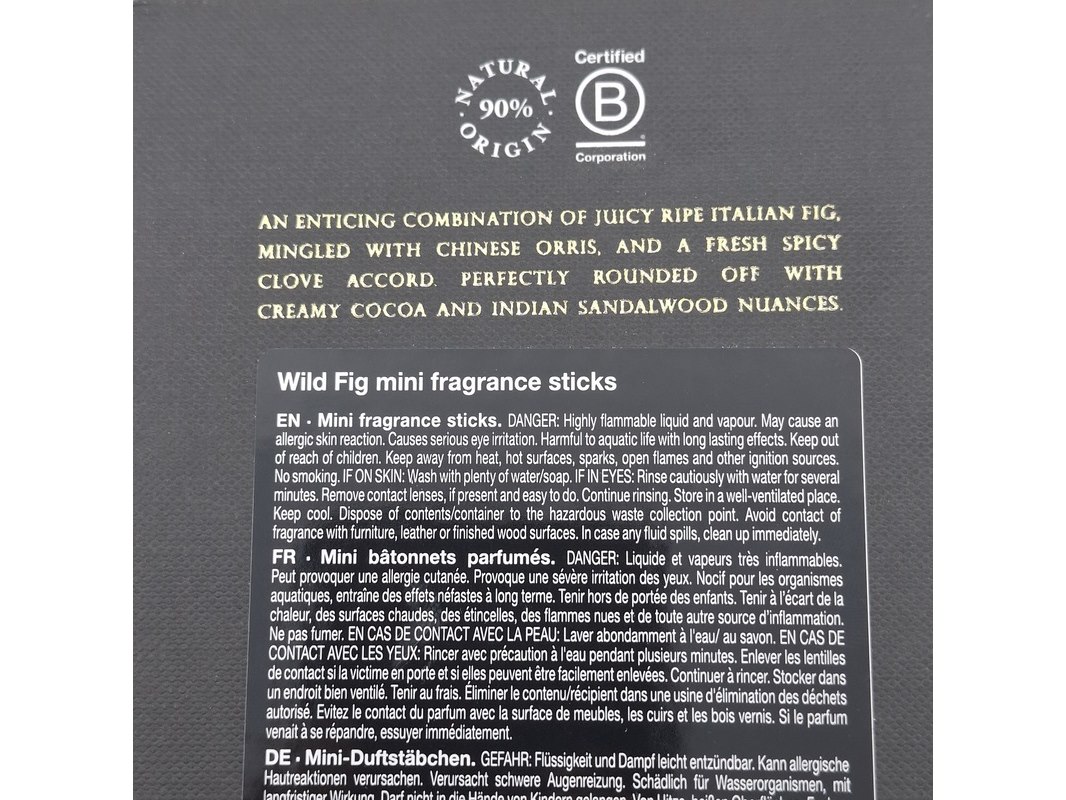 NATURAL
90%
ORIGIN
Certified
B
Corporation
AN ENTICING COMBINATION OF JUICY RIPE ITALIAN FIG,
MINGLED WITH CHINESE ORRIS, AND A FRESH SPICY
CLOVE ACCORD. PERFECTLY ROUNDED OFF WITH
CREAMY COCOA AND INDIAN SANDALWOOD NUANCES.
Wild Fig mini fragrance sticks
EN · Mini fragrance sticks. DANGER: Highly flammable liquid and vapour. May cause an
allergic skin reaction. Causes serious eye irritation. Harmful to aquatic life with long lasting effects. Keep out
of reach of children. Keep away from heat, hot surfaces, sparks, open flames and other ignition sources.
No smoking. IF ON SKIN: Wash with plenty of water/soap. IF IN EYES: Rinse cautiously with water for several
minutes. Remove contact lenses, if present and easy to do. Continue rinsing. Store in a well-ventilated place.
Keep cool. Dispose of contents/container to the hazardous waste collection point. Avoid contact of
fragrance with furniture, leather or finished wood surfaces. In case any fluid spills, clean up immediately.
FR · Mini bâtonnets parfumés. DANGER: Liquide et vapeurs très inflammables.
Peut provoquer une allergie cutanée. Provoque une sévère irritation des yeux. Nocif pour les organismes
aquatiques, entraîne des effets néfastes à long terme. Tenir hors de portée des enfants. Tenir à l'écart de la
chaleur, des surfaces chaudes, des étincelles, des flammes nues et de toute autre source d'inflammation.
Ne pas fumer. EN CAS DE CONTACT AVEC LA PEAU: Laver abondamment à l'eau/ au savon. EN CAS DE
CONTACT AVEC LES YEUX: Rincer avec précaution à l'eau pendant plusieurs minutes. Enlever les lentilles
de contact si la victime en porte et si elles peuvent être facilement enlevées. Continuer à rincer. Stocker dans
un endroit bien ventilé. Tenir au frais. Éliminer le contenu/récipient dans une usine d'élimination des déchets
autorisé. Evitez le contact du parfum avec la surface de meubles, les cuirs et les bois vernis. Si le parfum
venait à se répandre, essuyer immédiatement.
DE · Mini-Duftstäbchen. GEFAHR: Flüssigkeit und Dampf leicht entzündbar. Kann allergische
Hautreaktionen verursachen. Verursacht schwere Augenreizung. Schädlich für Wasserorganismen, mit
langfristiger Wirkung. Darf nicht in die Hände von Kindern gelangen. Von Hitze, heißen